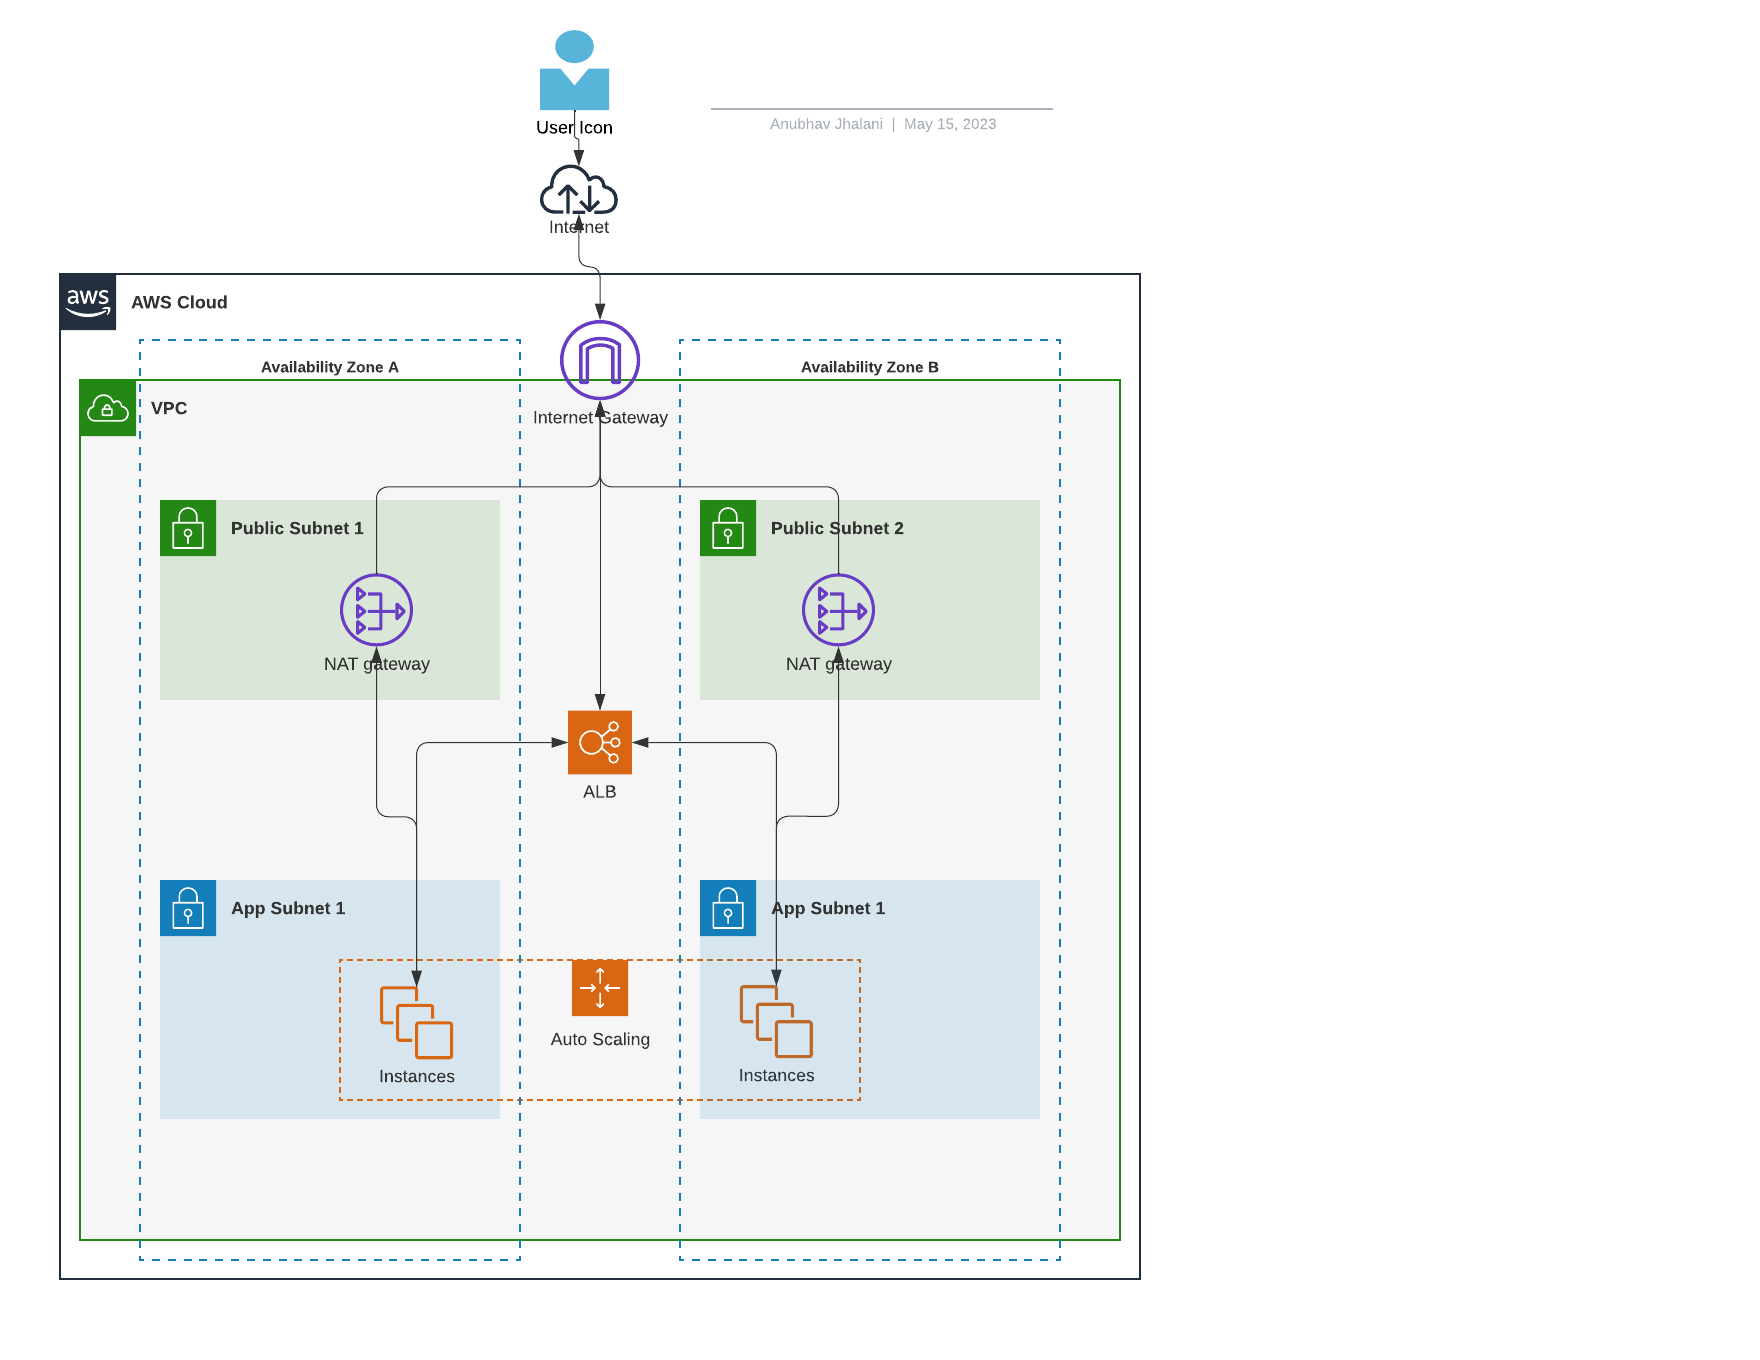 User Icon
Anubhav Jhalani | May 15, 2023
Internet
aws
AWS Cloud
Availability Zone A
Availability Zone B
VPC
Internet Gateway
Public Subnet 1
Public Subnet 2
NAT gateway
NAT gateway
ALB
App Subnet 1
App Subnet 1
Auto Scaling
Instances
Instances